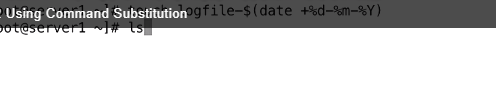 Using Command Substitution
logfile-$(date +%d-%m-%Y)
oot@server1 ~]# ls